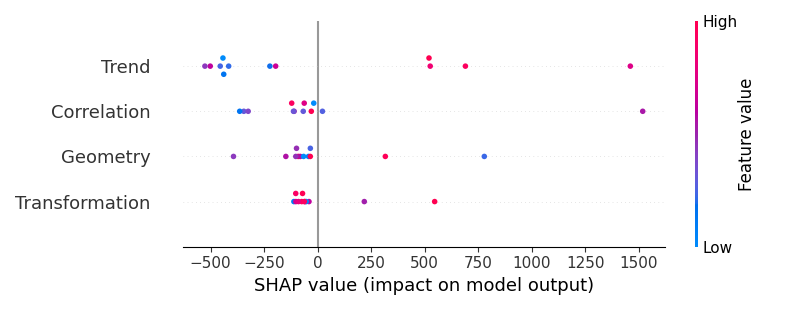 High
Trend
Correlation
Geometry
Transformation
Feature value
Low
−500 −250 0 250 500 750 1000 1250 1500
SHAP value (impact on model output)